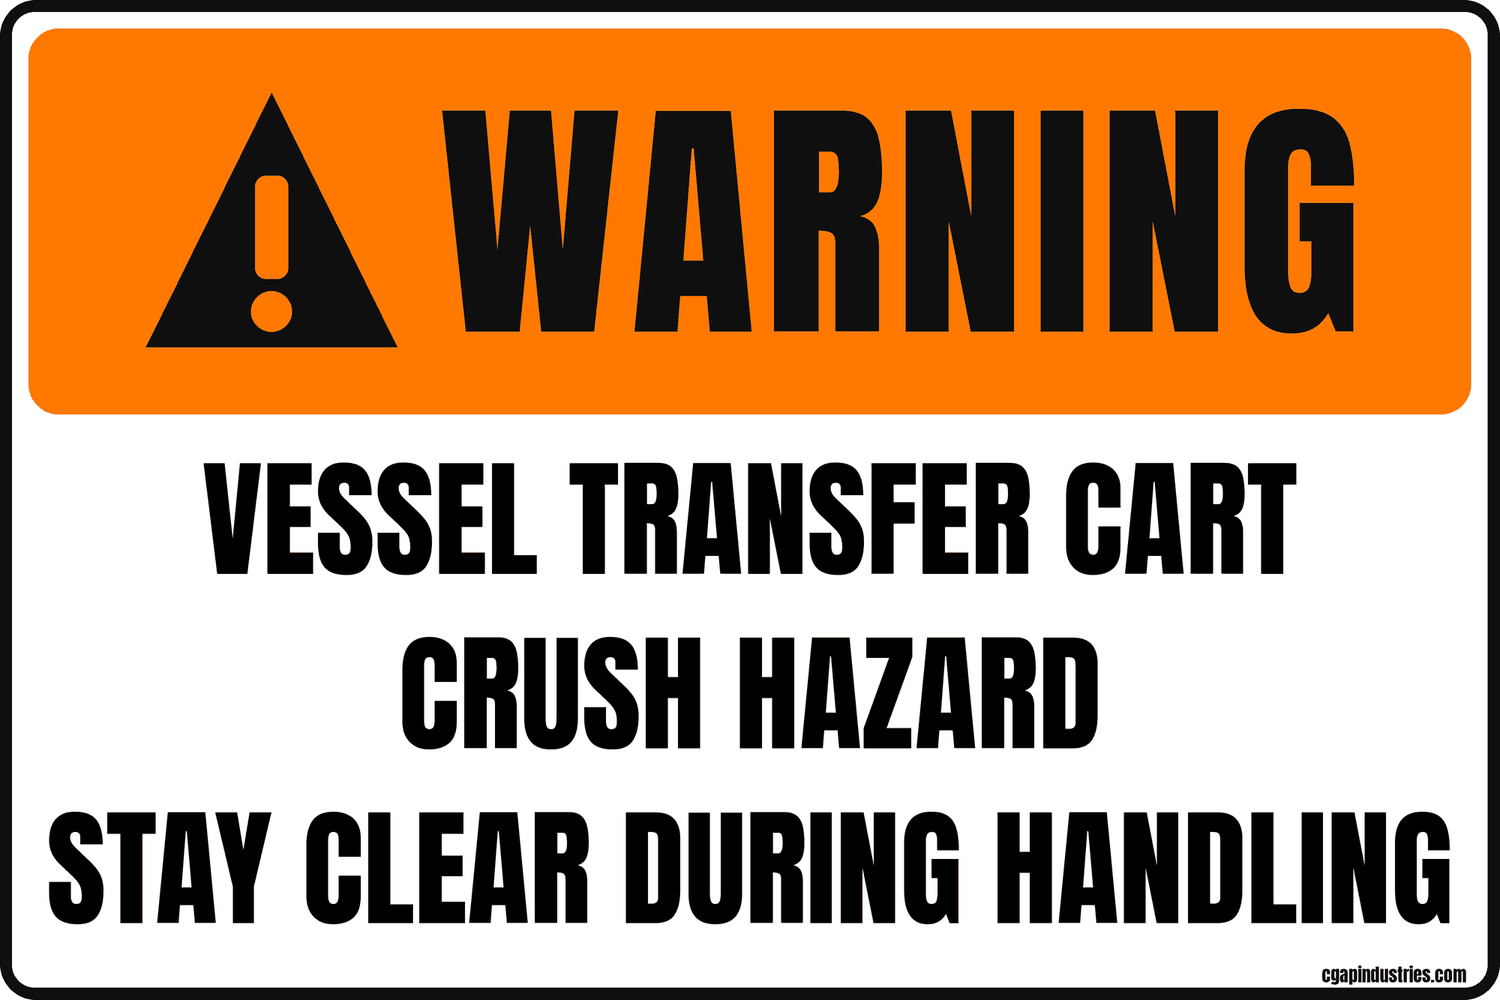 WARNING
VESSEL TRANSFER CART
CRUSH HAZARD
STAY CLEAR DURING HANDLING
cgapindustries.com